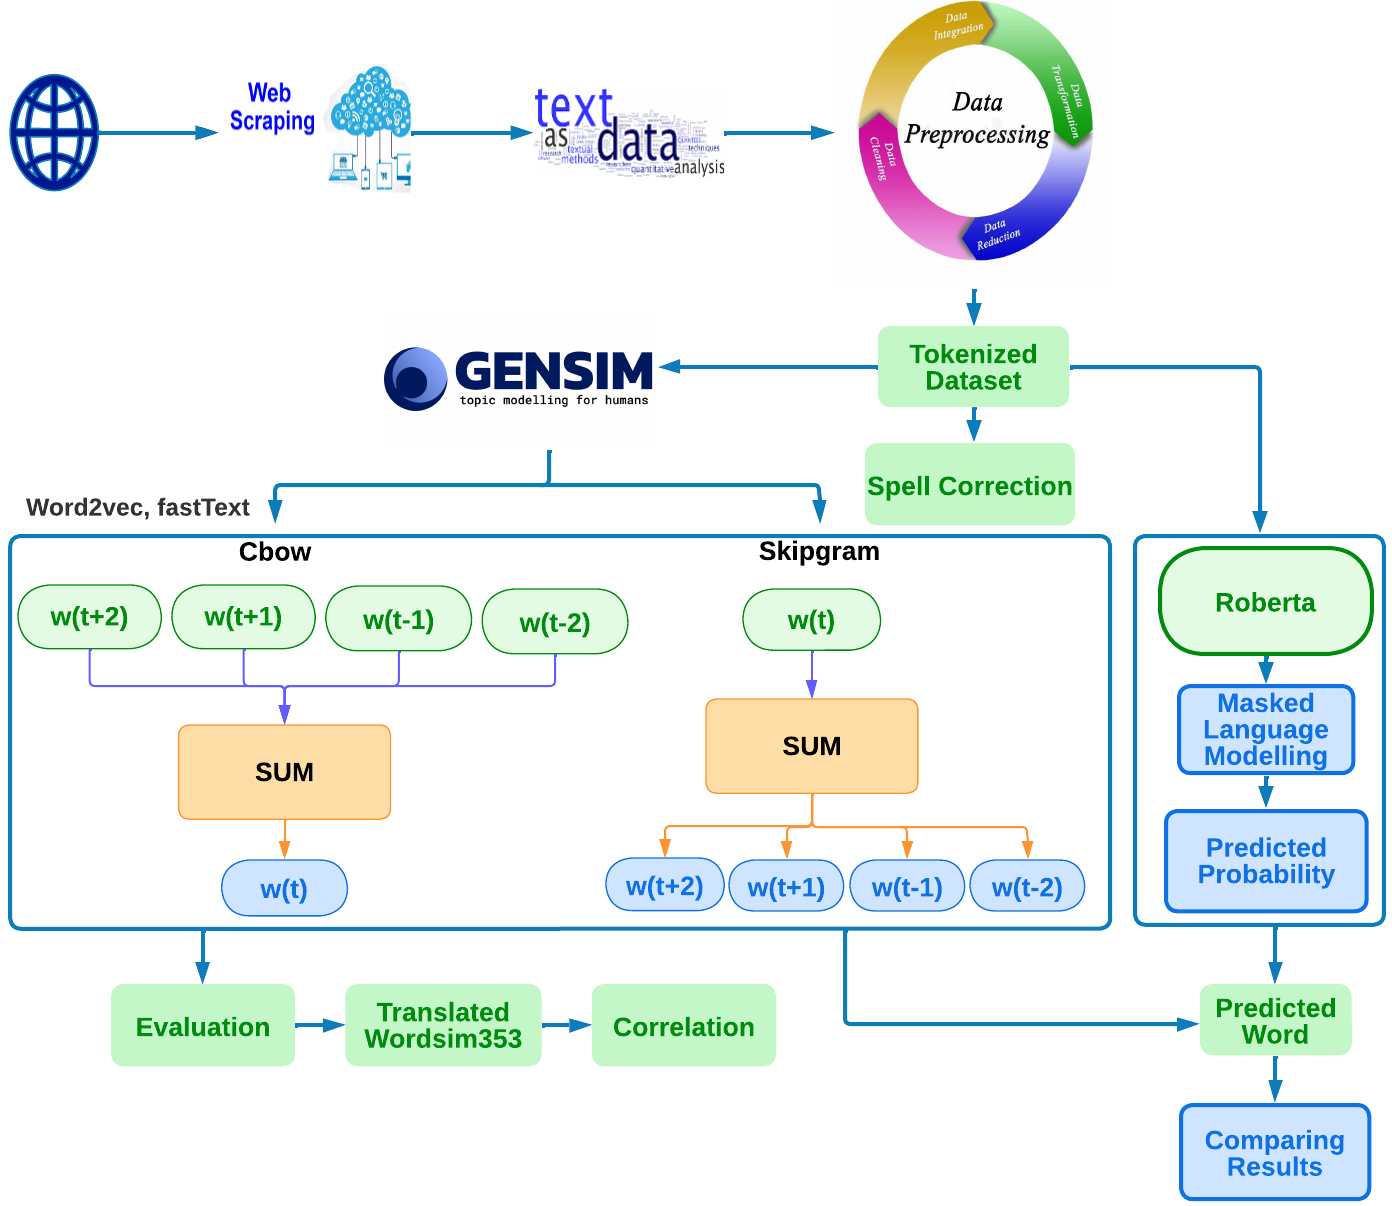 Web
Scraping
text
as
data
textual
methods
techniques
quantitative
analysis
Data
Integration
Data
Transformation
Data
Preprocessing
Data
Cleaning
Data
Reduction
GENSIM
topic modelling for humans
Tokenized
Dataset
Spell Correction
Word2vec, fastText
Cbow
Skipgram
w(t+2)
w(t+1)
w(t-1)
w(t-2)
w(t)
SUM
SUM
w(t)
w(t+2)
w(t+1)
w(t-1)
w(t-2)
Roberta
Masked
Language
Modelling
Predicted
Probability
Evaluation
Translated
Wordsim353
Correlation
Predicted
Word
Comparing
Results